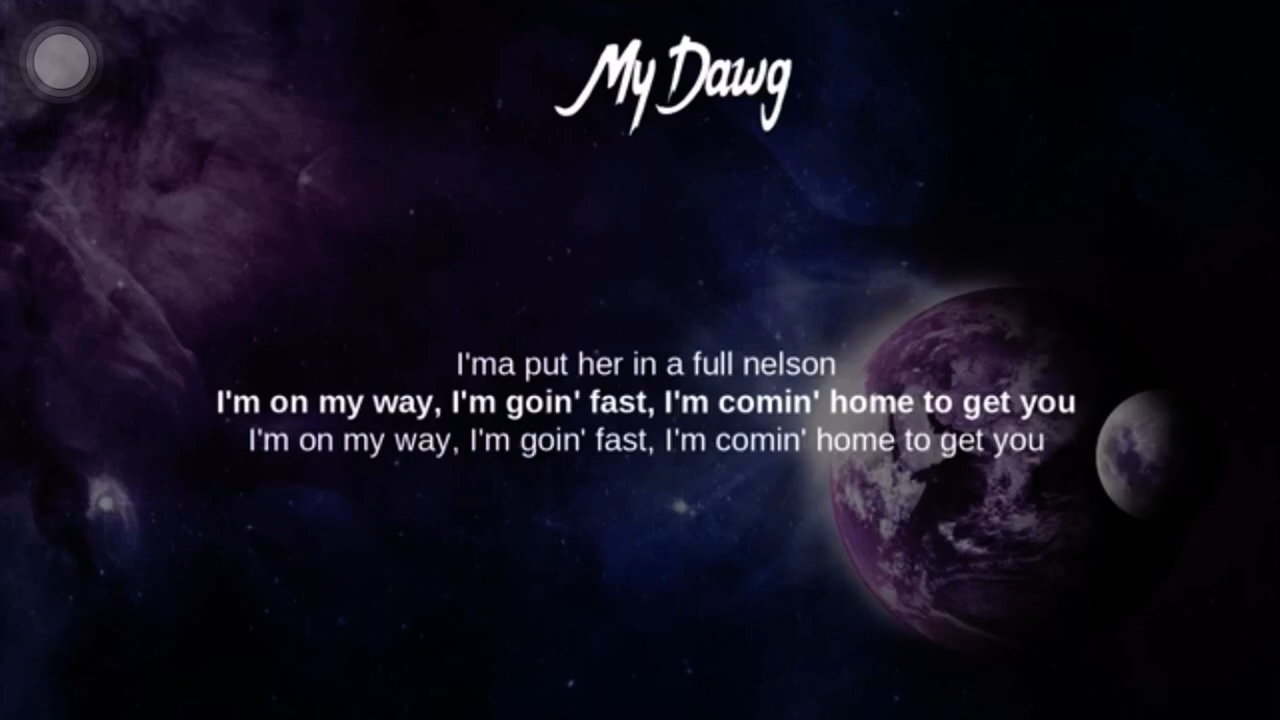 My Dawg
I'ma put her in a full nelson
I'm on my way, I'm goin' fast, I'm comin' home to get you
I'm on my way, I'm goin' fast, I'm comin' home to get you